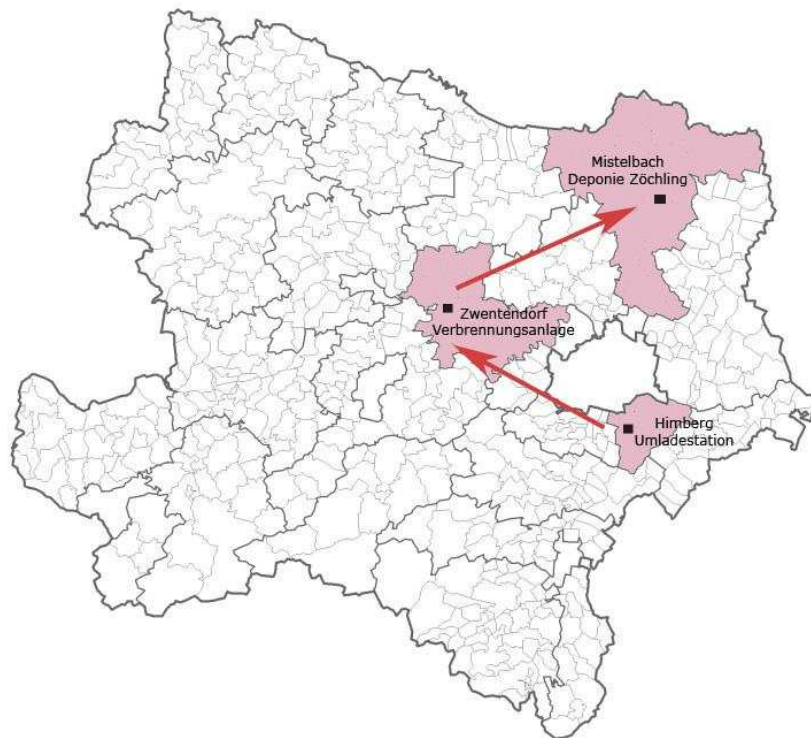 Mistelbach
Deponie Zöchling
Zwentendorf
Verbrennungsanlage
Himberg
Umladestation